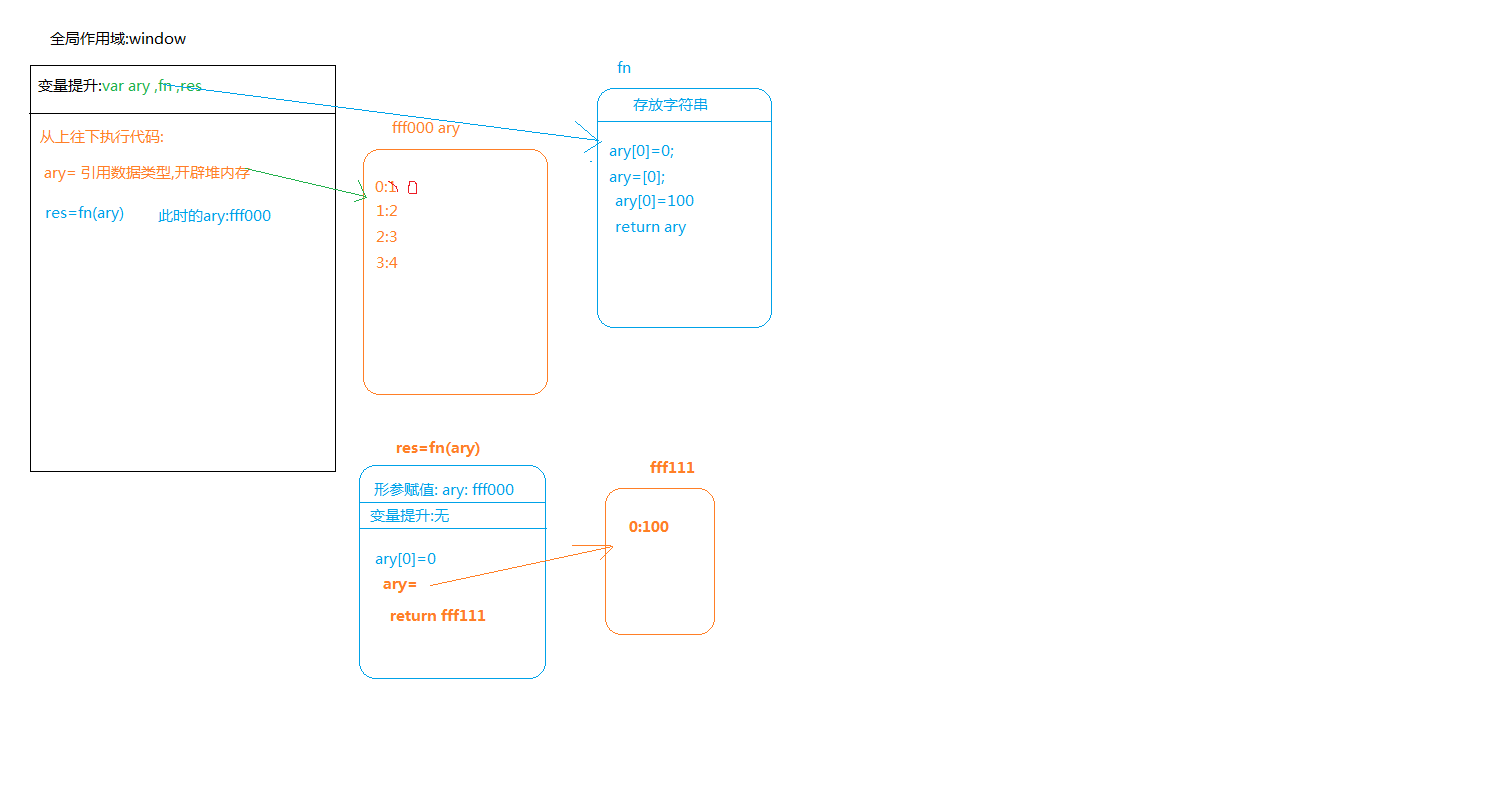 全局作用域:window
变量提升:var ary ,fn ,res
从上往下执行代码:
ary= 引用数据类型,开辟堆内存
res=fn(ary) 此时的ary:fff000
fff000 ary
0:1 0
1:2
2:3
3:4
fn
存放字符串
ary[0]=0;
ary=[0];
ary[0]=100
return ary
res=fn(ary)
形参赋值: ary: fff000
变量提升:无
ary[0]=0
ary=
return fff111
fff111
0:100